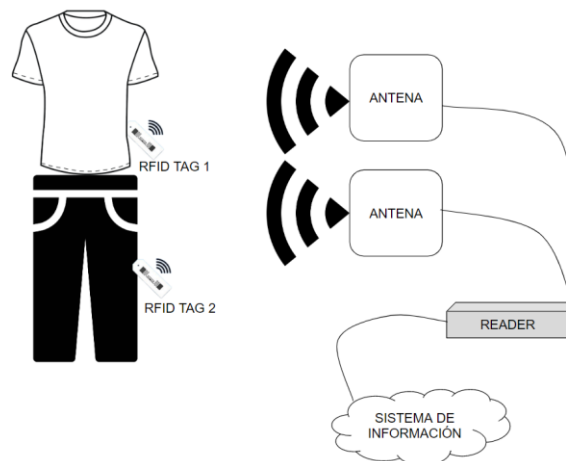 ANTENA
RFID TAG 1
ANTENA
RFID TAG 2
READER
SISTEMA DE
INFORMACIÓN